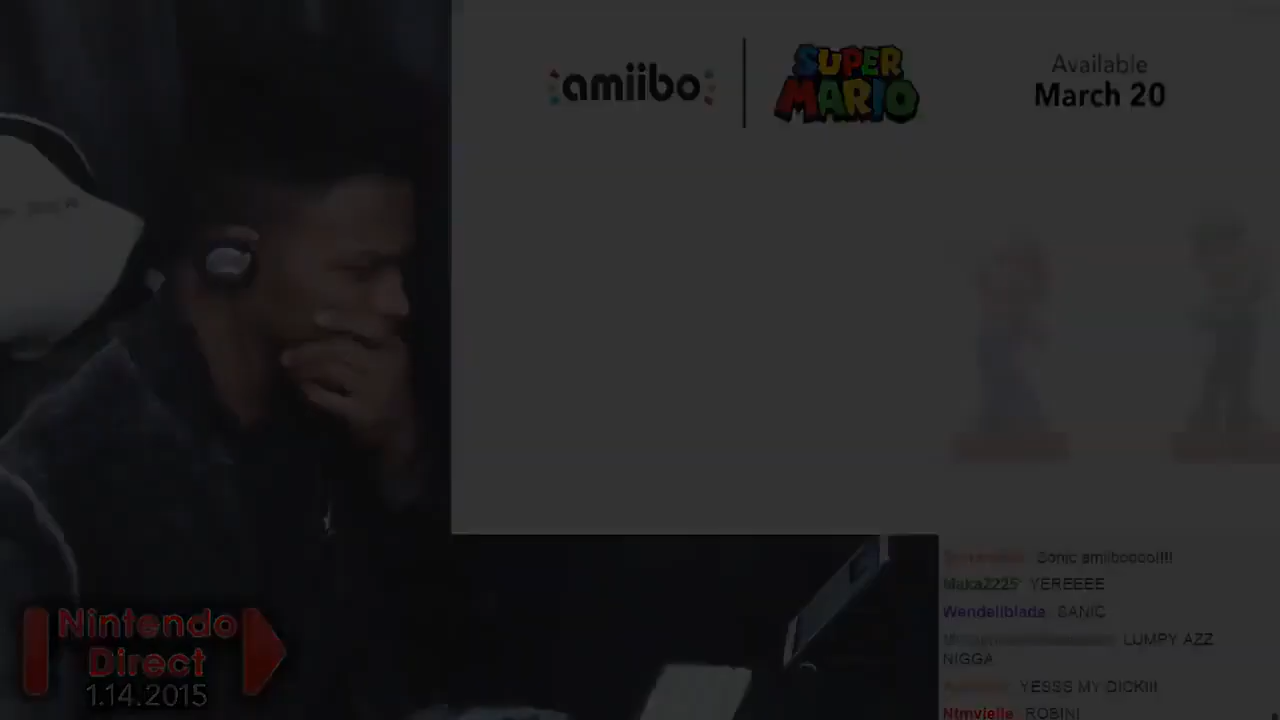 amiibo
SUPER
MARIO
Available
March 20
Sonic amiiboooo!!!!
Maka2225 YEREEEE
Wendellblade SANIC
LUMPY AZZ
NIGGA
YESSS MY DICK!!!
Ntmvielle ROBIN!
Nintendo
Direct
1.14.2015